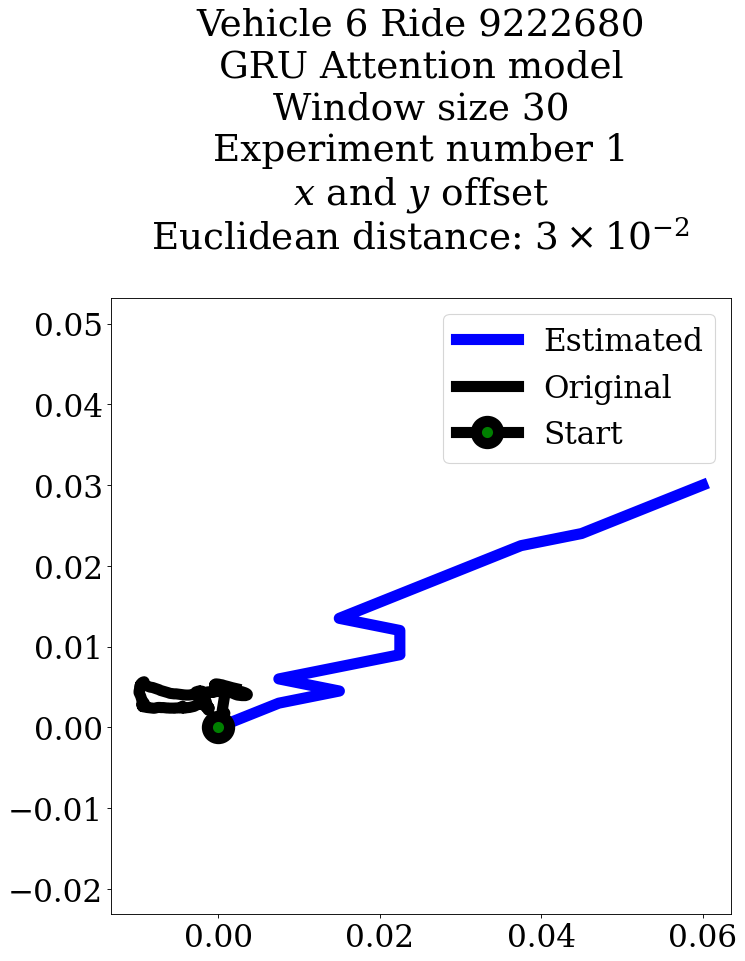 Vehicle 6 Ride 9222680
GRU Attention model
Window size 30
Experiment number 1
x and y offset
Euclidean distance: 3 × 10⁻²
Estimated
Original
Start
0.05
0.04
0.03
0.02
0.01
0.00
−0.01
−0.02
0.00 0.02 0.04 0.06